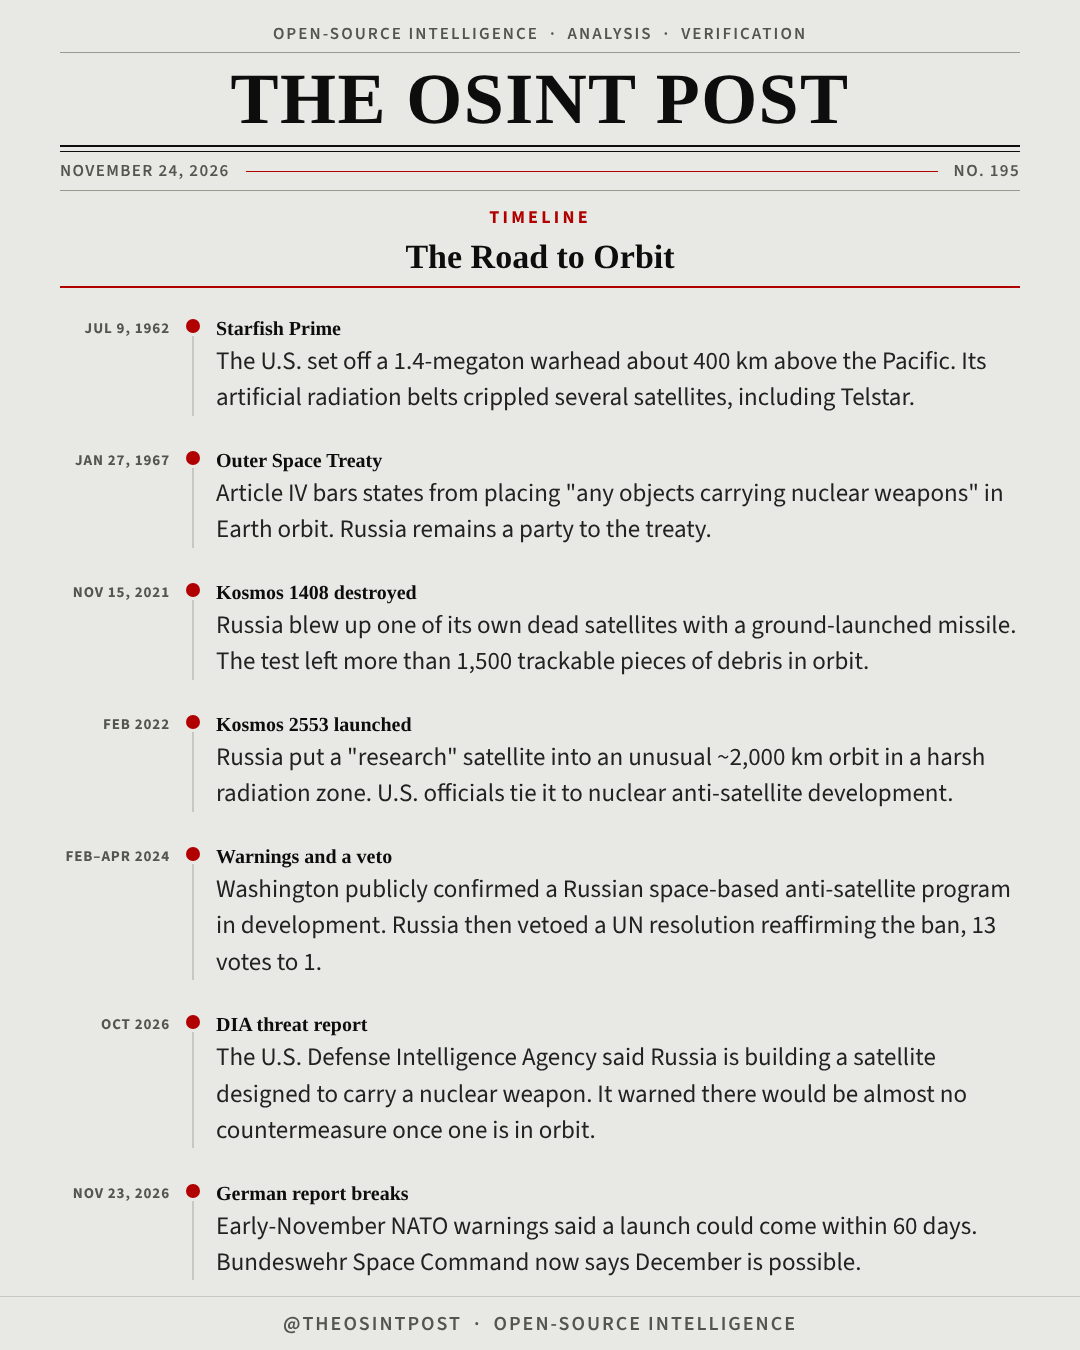 OPEN-SOURCE INTELLIGENCE · ANALYSIS · VERIFICATION
THE OSINT POST
NOVEMBER 24, 2026
NO. 195
TIMELINE
The Road to Orbit
JUL 9, 1962
Starfish Prime
The U.S. set off a 1.4-megaton warhead about 400 km above the Pacific. Its
artificial radiation belts crippled several satellites, including Telstar.
JAN 27, 1967
Outer Space Treaty
Article IV bars states from placing "any objects carrying nuclear weapons" in
Earth orbit. Russia remains a party to the treaty.
NOV 15, 2021
Kosmos 1408 destroyed
Russia blew up one of its own dead satellites with a ground-launched missile.
The test left more than 1,500 trackable pieces of debris in orbit.
FEB 2022
Kosmos 2553 launched
Russia put a "research" satellite into an unusual ~2,000 km orbit in a harsh
radiation zone. U.S. officials tie it to nuclear anti-satellite development.
FEB–APR 2024
Warnings and a veto
Washington publicly confirmed a Russian space-based anti-satellite program
in development. Russia then vetoed a UN resolution reaffirming the ban, 13
votes to 1.
OCT 2026
DIA threat report
The U.S. Defense Intelligence Agency said Russia is building a satellite
designed to carry a nuclear weapon. It warned there would be almost no
countermeasure once one is in orbit.
NOV 23, 2026
German report breaks
Early-November NATO warnings said a launch could come within 60 days.
Bundeswehr Space Command now says December is possible.
@THEOSINTPOST · OPEN-SOURCE INTELLIGENCE